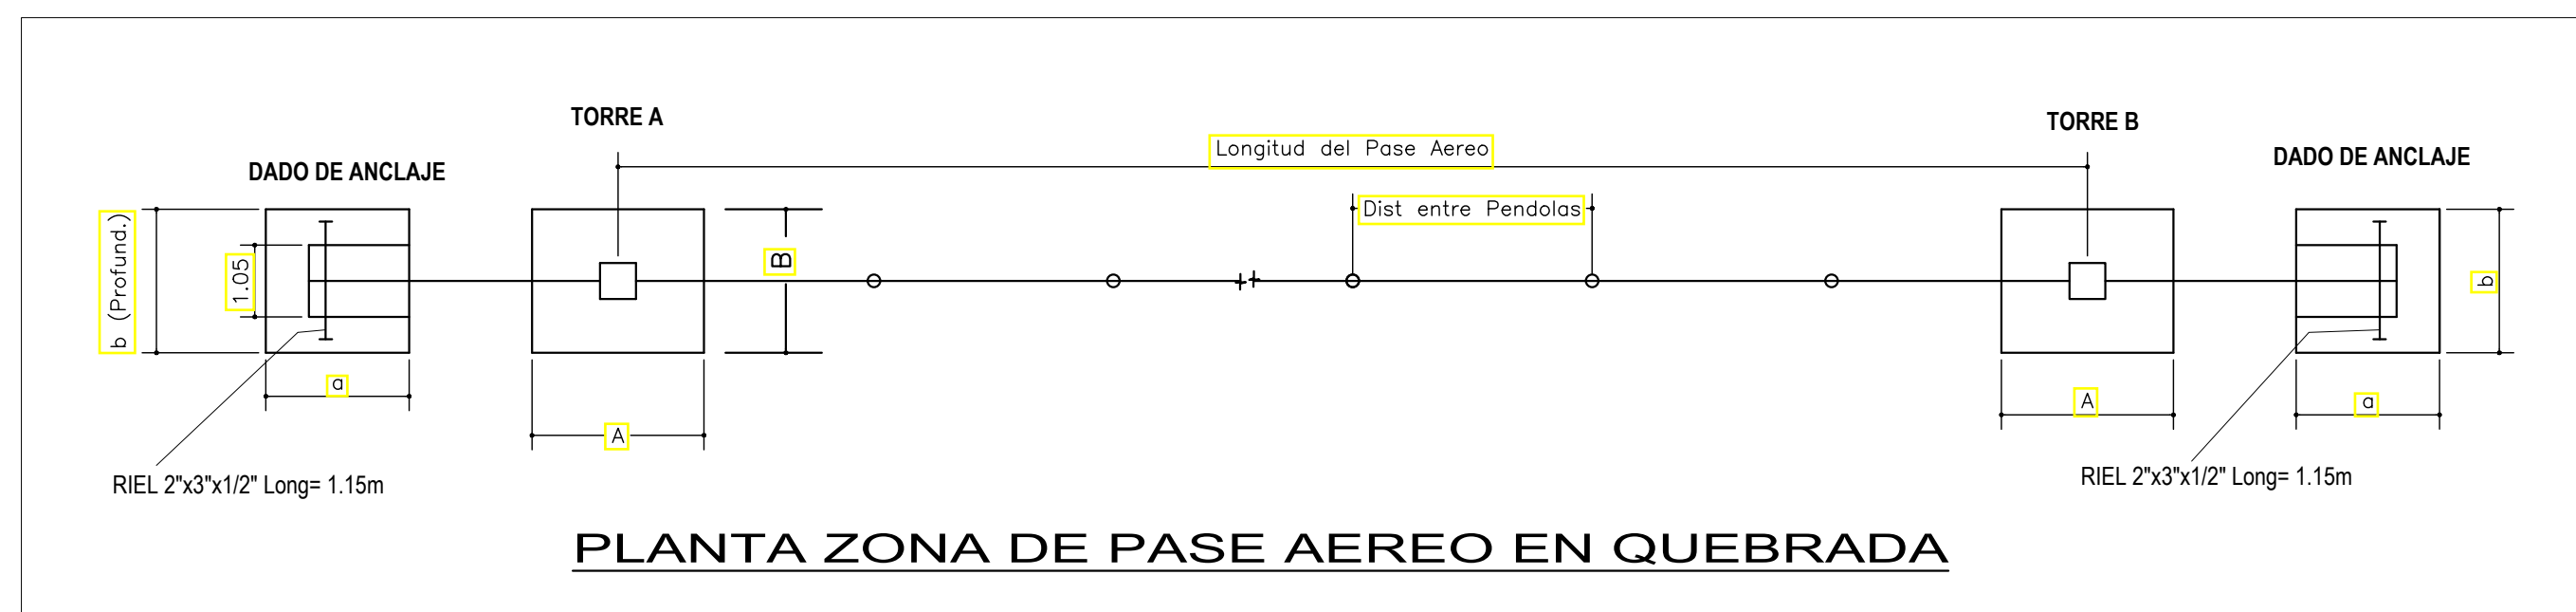 TORRE A
TORRE B
Longitud del Pase Aereo
DADO DE ANCLAJE
DADO DE ANCLAJE
Dist entre Pendolas
b (Profund.)
1.05
B
b
a
A
A
a
RIEL 2"x3"x1/2" Long= 1.15m
RIEL 2"x3"x1/2" Long= 1.15m
PLANTA ZONA DE PASE AEREO EN QUEBRADA